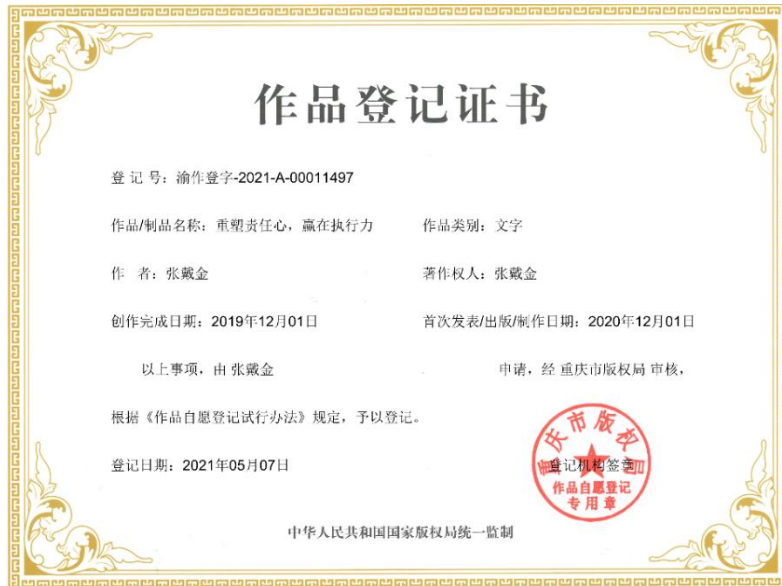 作品登记证书
登 记 号：渝作登字-2021-A-00011497
作品/制品名称：重塑责任心，赢在执行力 作品类别：文字
作 者：张戴金 著作权人：张戴金
创作完成日期：2019年12月01日 首次发表/出版/制作日期：2020年12月01日
以上事项，由 张戴金 申请，经 重庆市版权局 审核，
根据《作品自愿登记试行办法》规定，予以登记。
登记日期：2021年05月07日 登记机构签章
重庆市版权局
作品自愿登记
专用章
中华人民共和国国家版权局统一监制